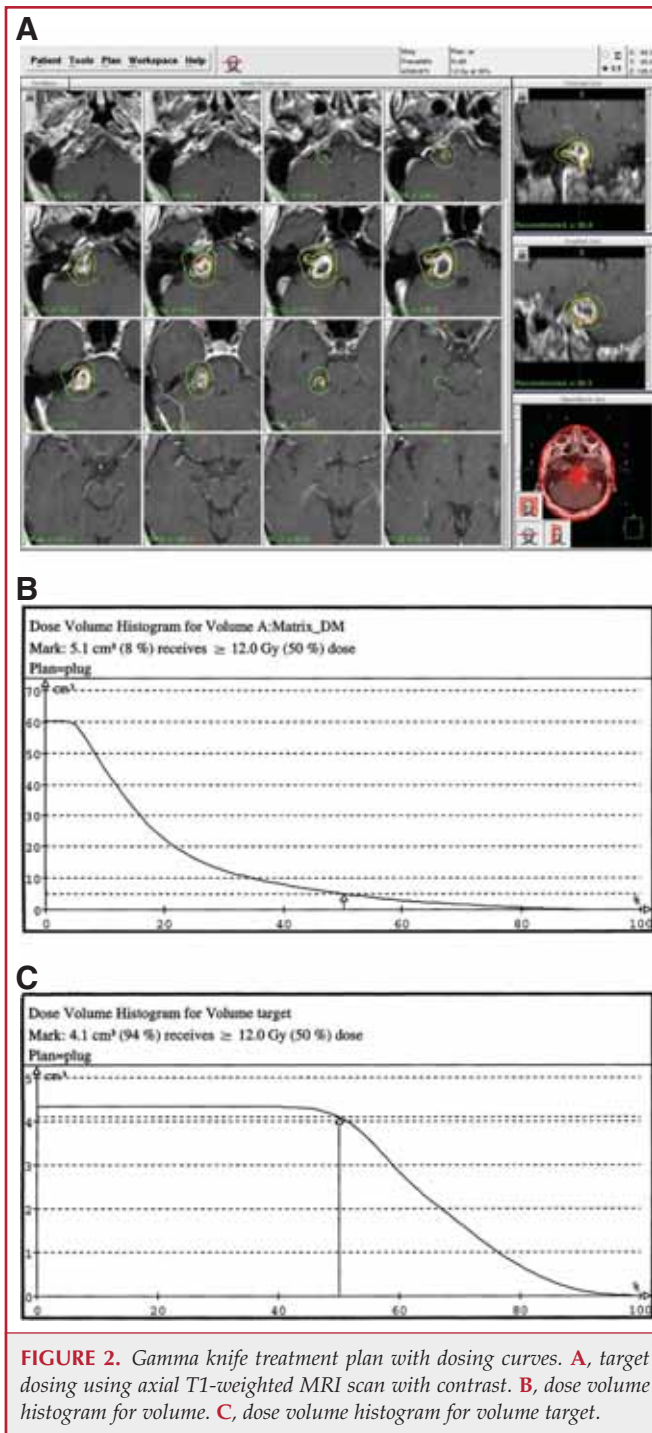 A
Patient Tools Plan Workspace Help
B
Dose Volume Histogram for Volume A:Matrix_DM
Mark: 5.1 cm³ (8 %) receives ≥ 12.0 Gy (50 %) dose
Plan=plug
cm³
70
60
50
40
30
20
10
0
0 20 40 60 80 100
%
C
Dose Volume Histogram for Volume target
Mark: 4.1 cm³ (94 %) receives ≥ 12.0 Gy (50 %) dose
Plan=plug
cm³
5
4
3
2
1
0
0 20 40 60 80 100
%
FIGURE 2. Gamma knife treatment plan with dosing curves. A, target
dosing using axial T1-weighted MRI scan with contrast. B, dose volume
histogram for volume. C, dose volume histogram for volume target.